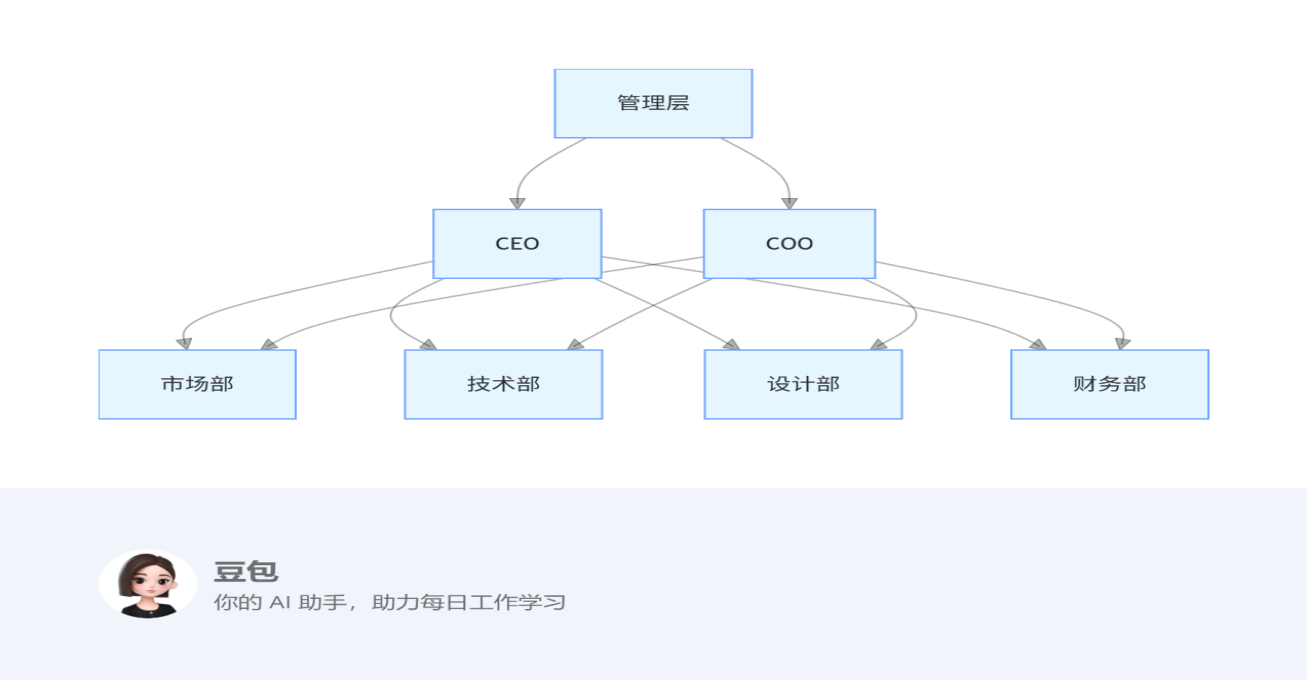 管理层
CEO
COO
市场部
技术部
设计部
财务部
豆包
你的 AI 助手，助力每日工作学习